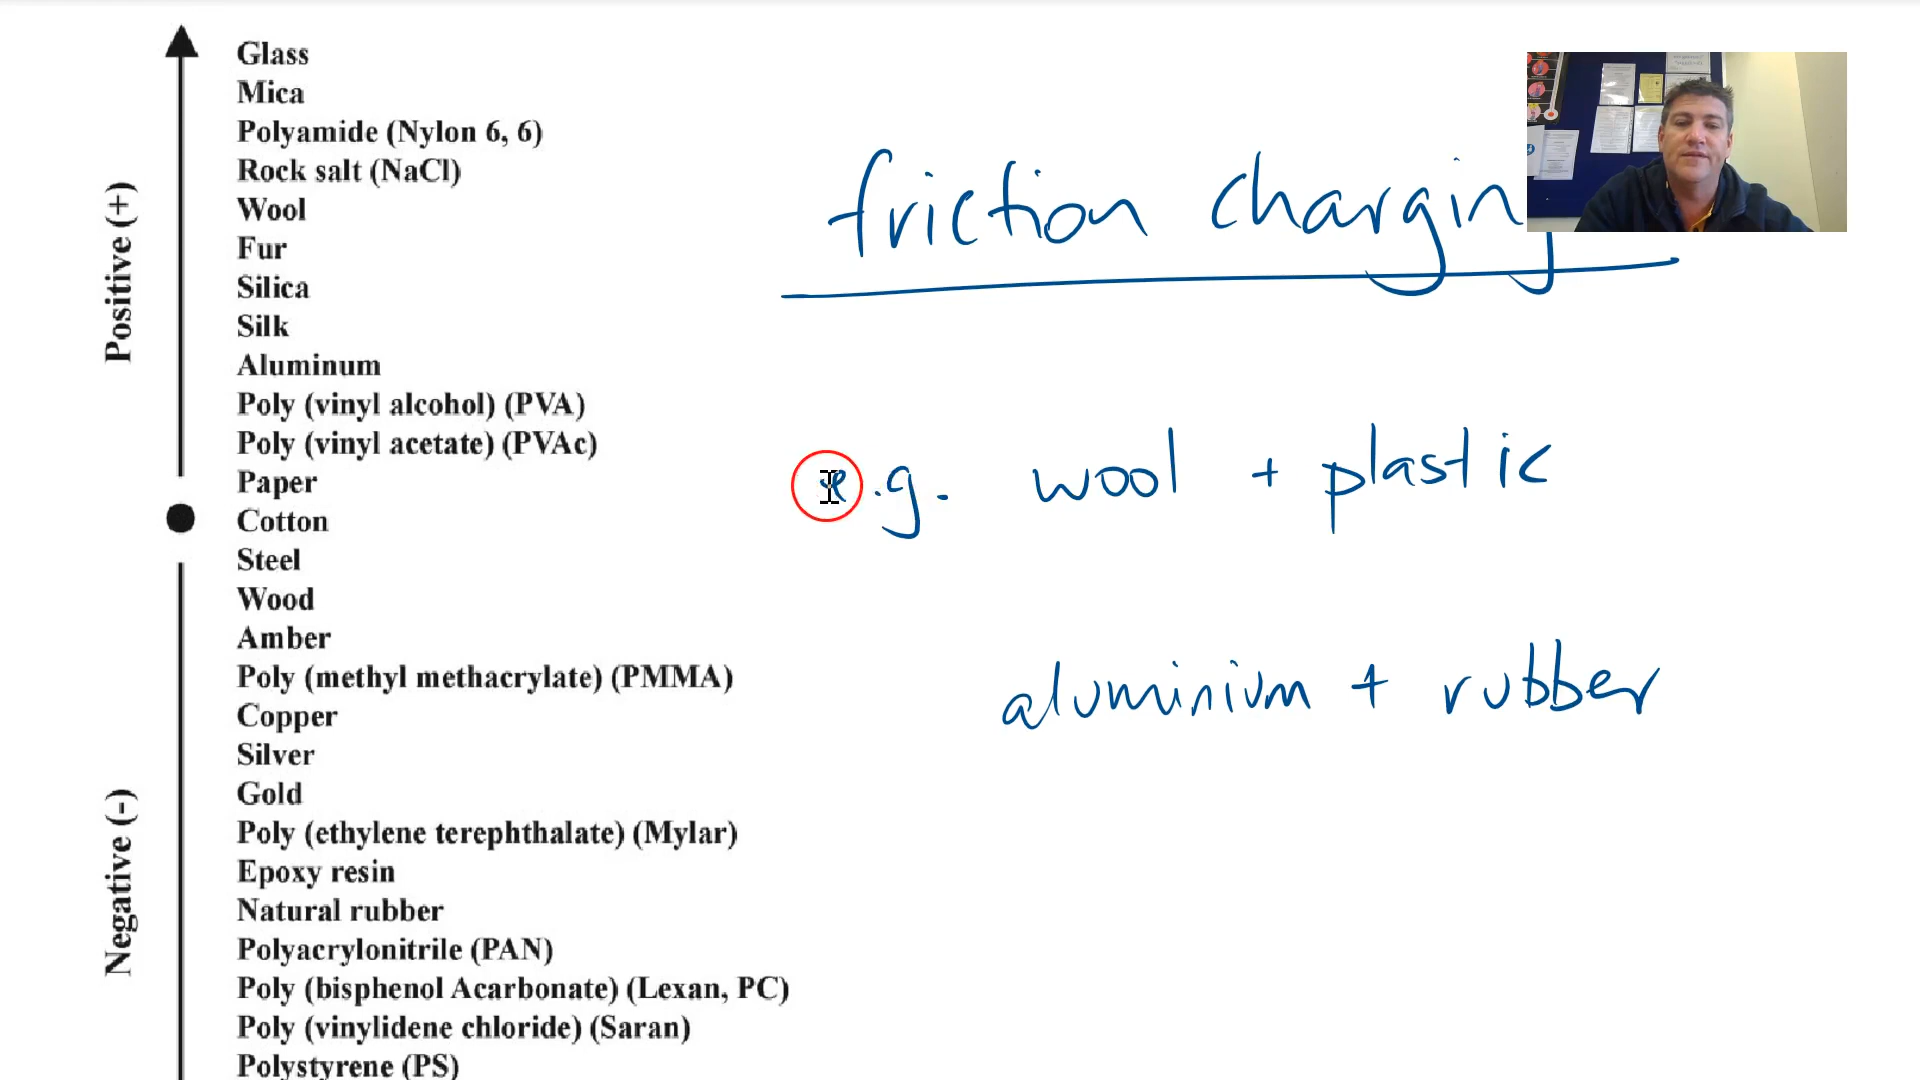 Glass
Mica
Polyamide (Nylon 6, 6)
Rock salt (NaCl)
Wool
Fur
Silica
Silk
Aluminum
Poly (vinyl alcohol) (PVA)
Poly (vinyl acetate) (PVAc)
Paper
Cotton
Steel
Wood
Amber
Poly (methyl methacrylate) (PMMA)
Copper
Silver
Gold
Poly (ethylene terephthalate) (Mylar)
Epoxy resin
Natural rubber
Polyacrylonitrile (PAN)
Poly (bisphenol Acarbonate) (Lexan, PC)
Poly (vinylidene chloride) (Saran)
Polystyrene (PS)
Positive (+)
Negative (-)
friction charging
e.g. wool + plastic
aluminium + rubber